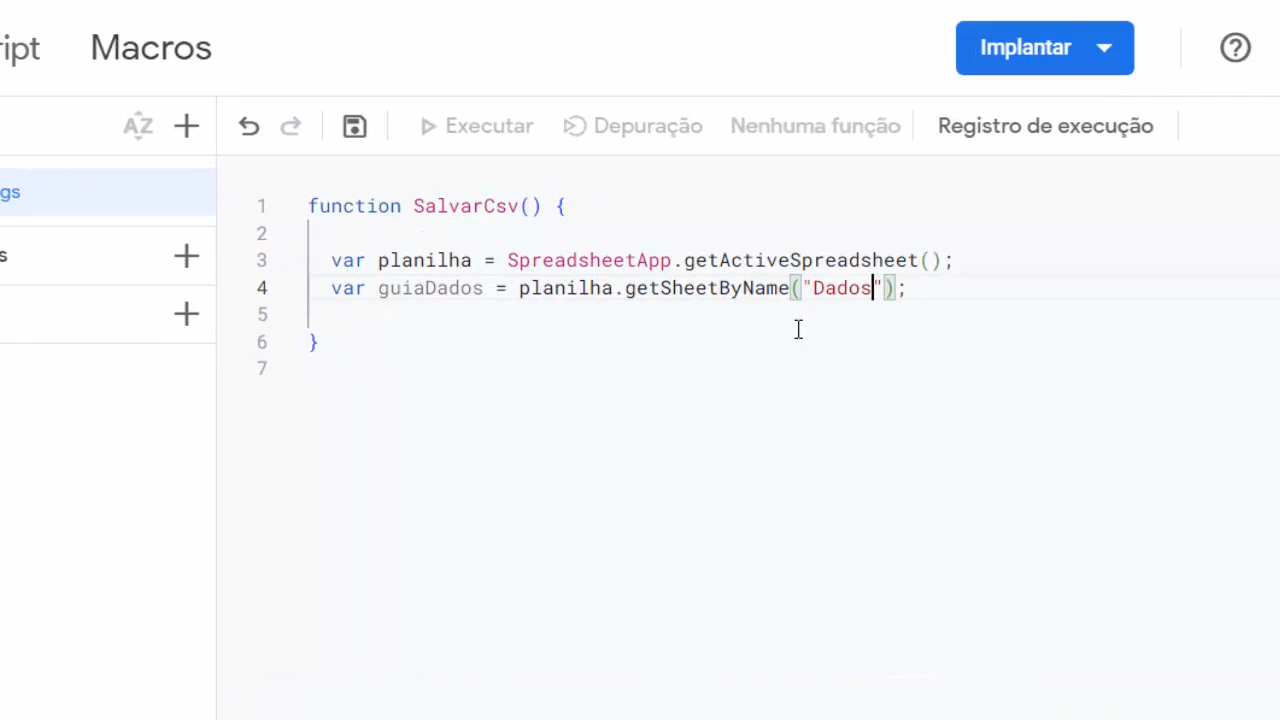 ript Macros Implantar
AZ Executar Depuração Nenhuma função Registro de execução
gs
s
1 function SalvarCsv() {
2
3 var planilha = SpreadsheetApp.getActiveSpreadsheet();
4 var guiaDados = planilha.getSheetByName("Dados");
5
6 }
7